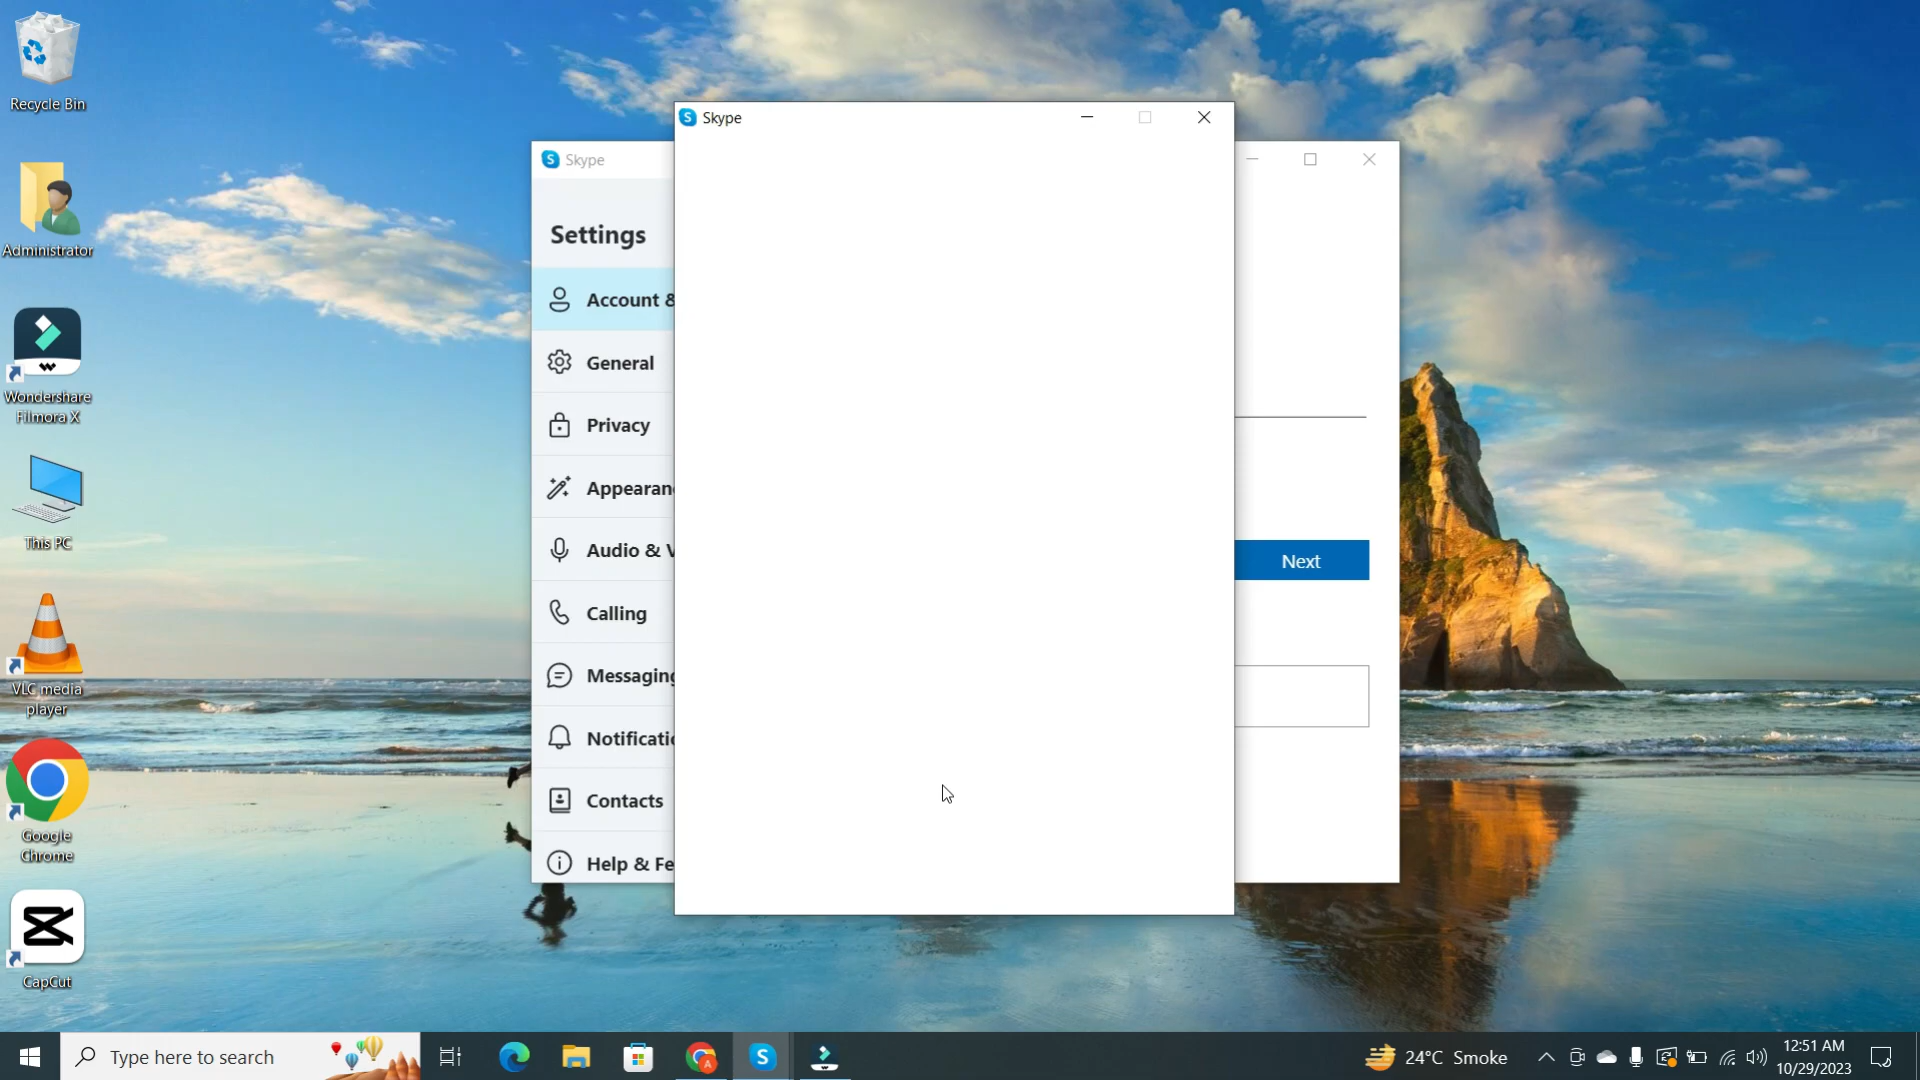 Recycle Bin
Administrator
Wondershare
Filmora X
This PC
VLC media
player
Google
Chrome
CapCut
Skype
Settings
Account &
General
Privacy
Appearan
Audio & V
Calling
Messaging
Notificatio
Contacts
Help & Fe
Skype
Next
Type here to search
24°C Smoke
12:51 AM
10/29/2023